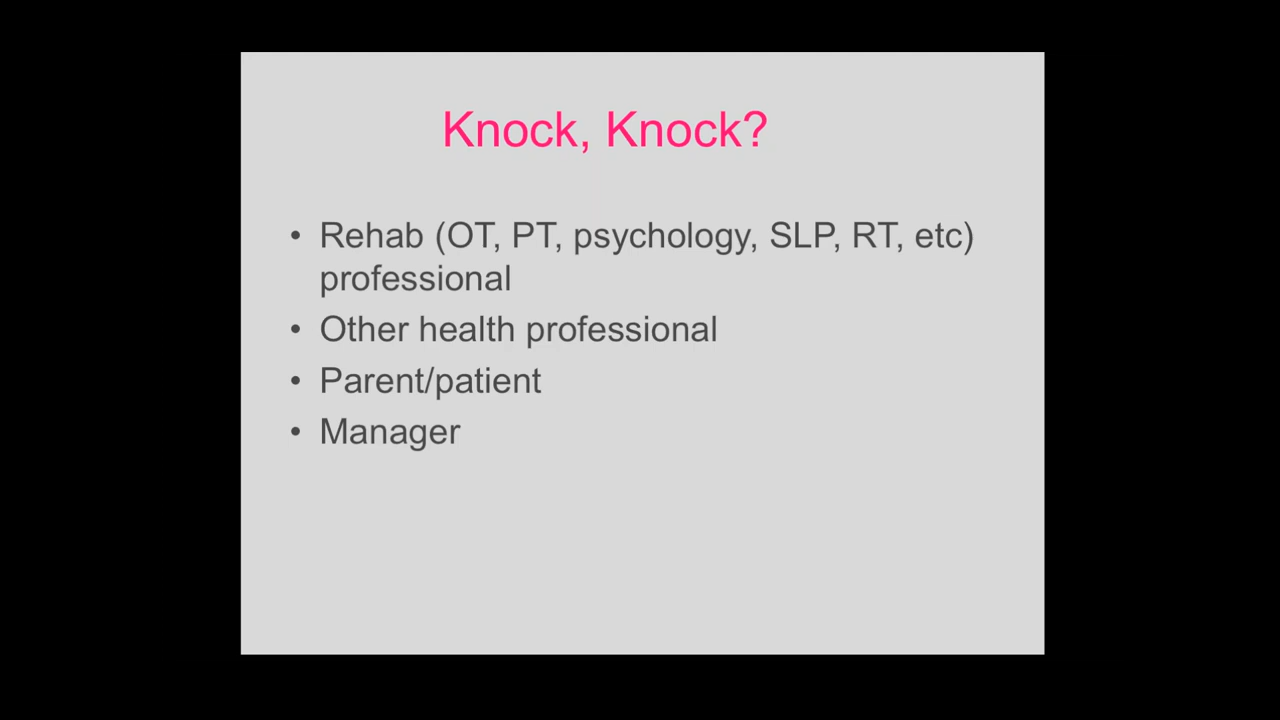 Knock, Knock?
• Rehab (OT, PT, psychology, SLP, RT, etc)
professional
• Other health professional
• Parent/patient
• Manager